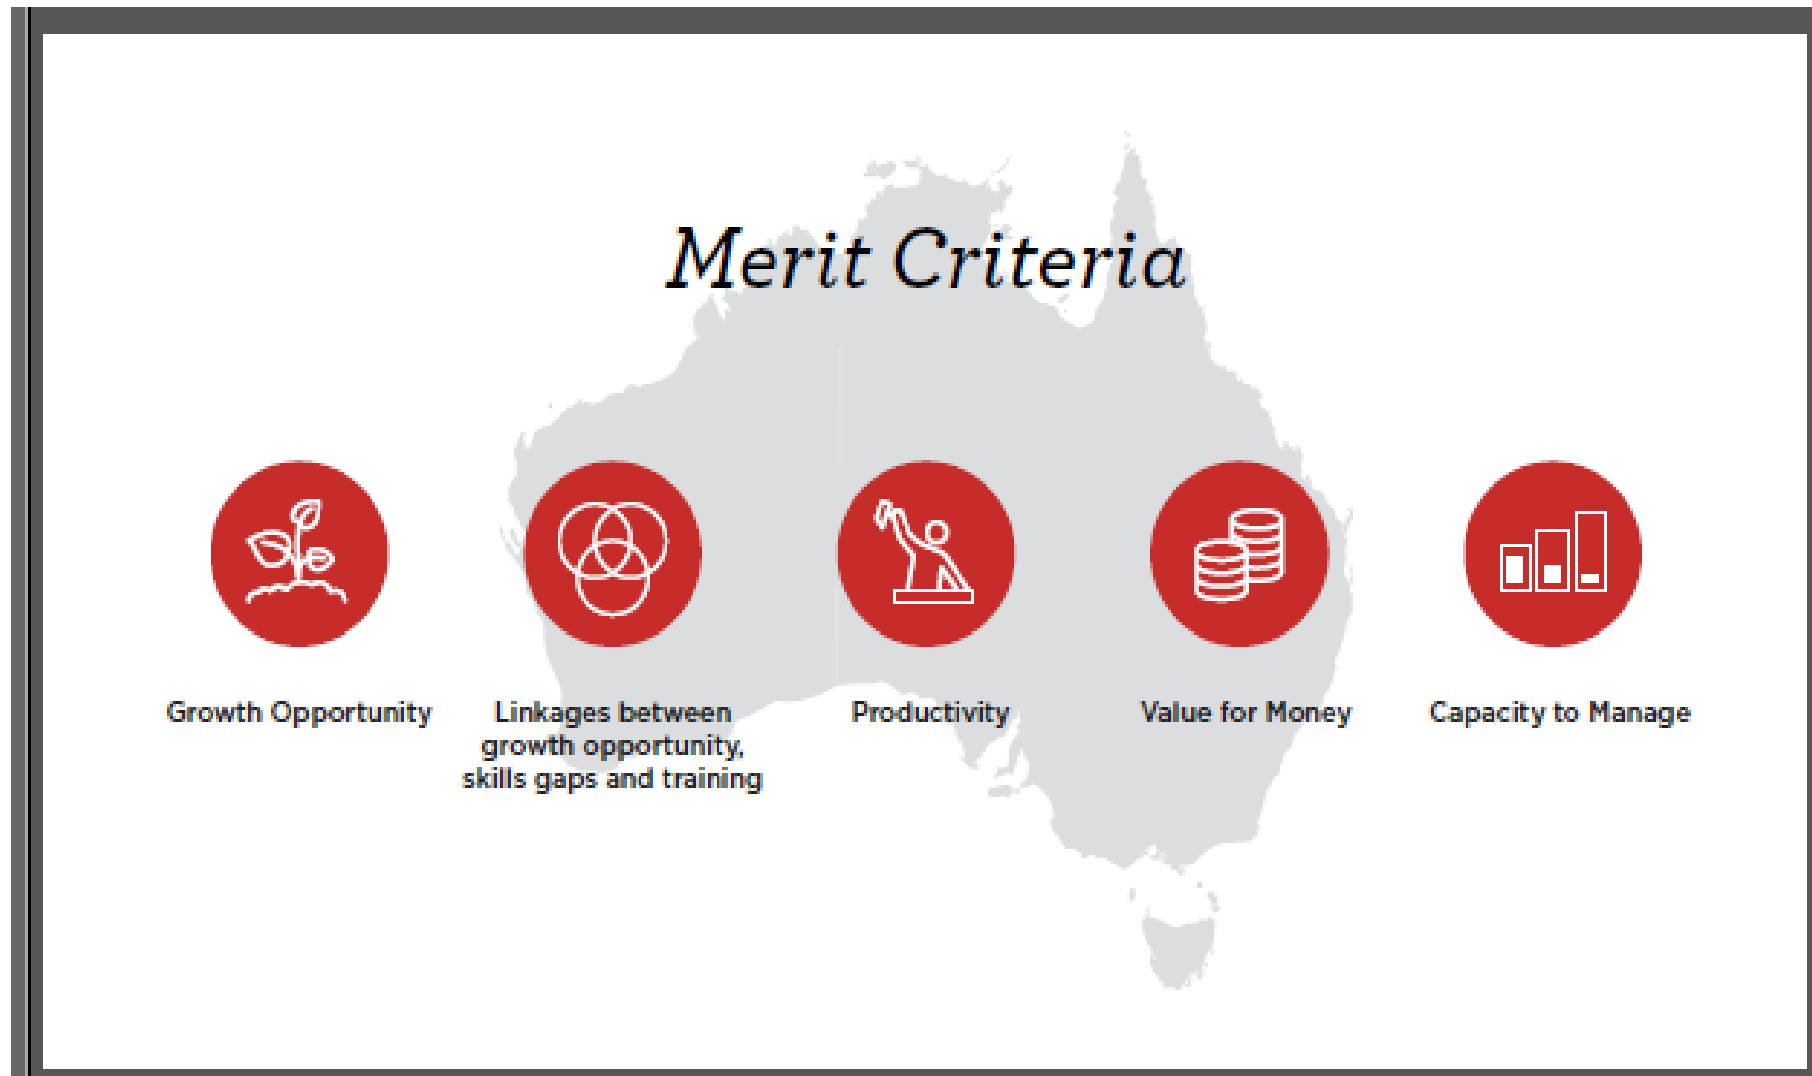 Merit Criteria
Growth Opportunity
Linkages between
growth opportunity,
skills gaps and training
Productivity
Value for Money
Capacity to Manage